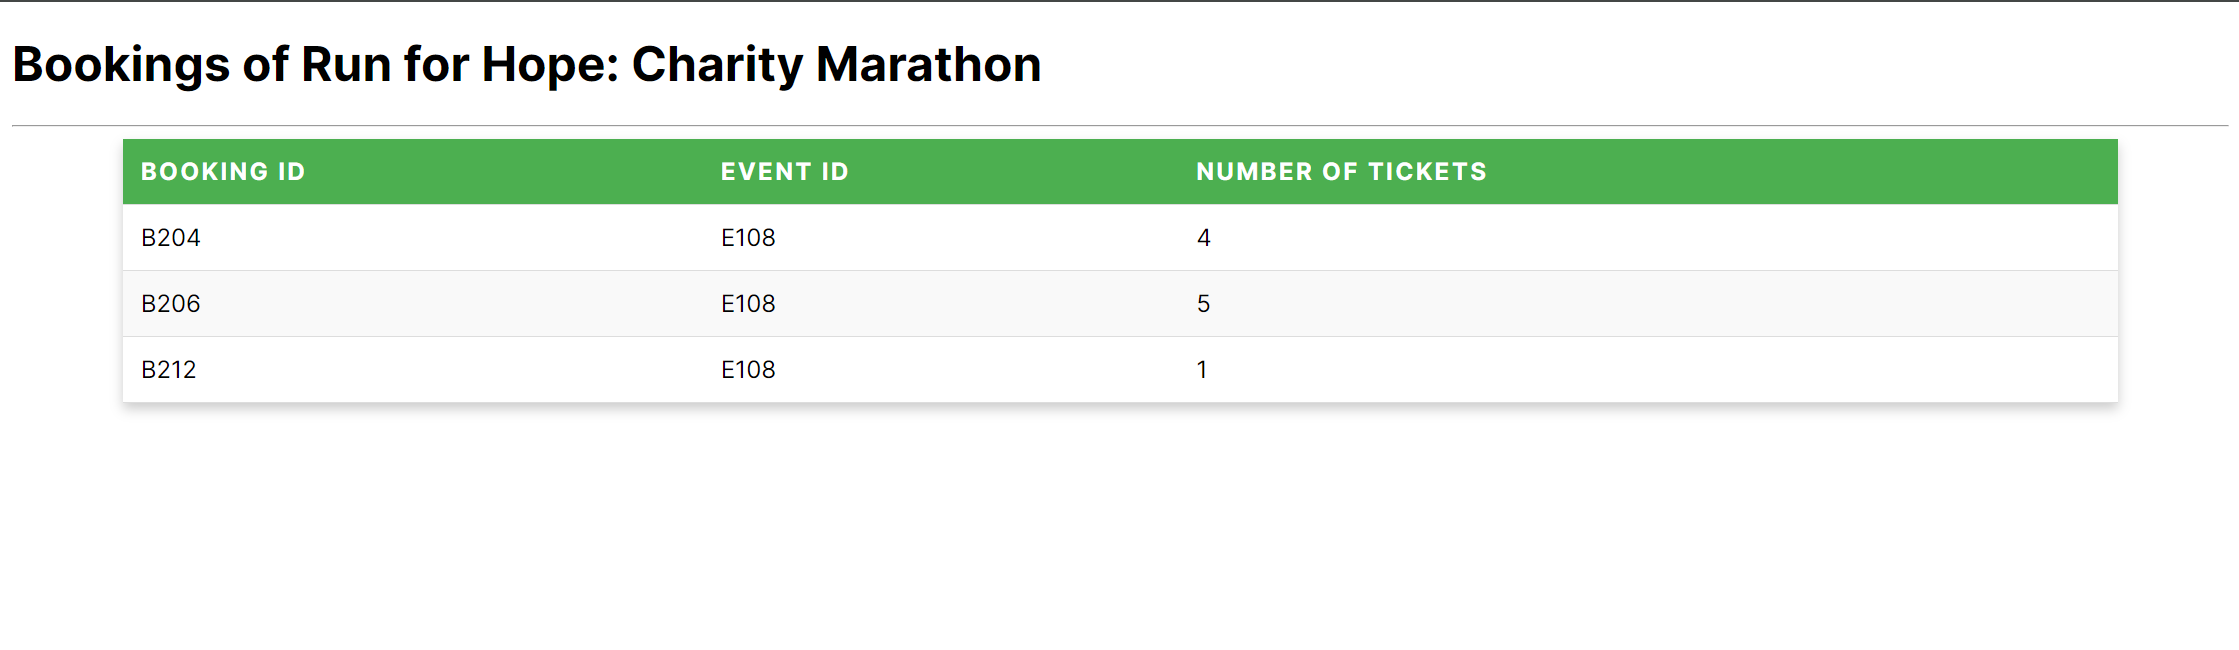 Bookings of Run for Hope: Charity Marathon
BOOKING ID EVENT ID NUMBER OF TICKETS
B204 E108 4
B206 E108 5
B212 E108 1